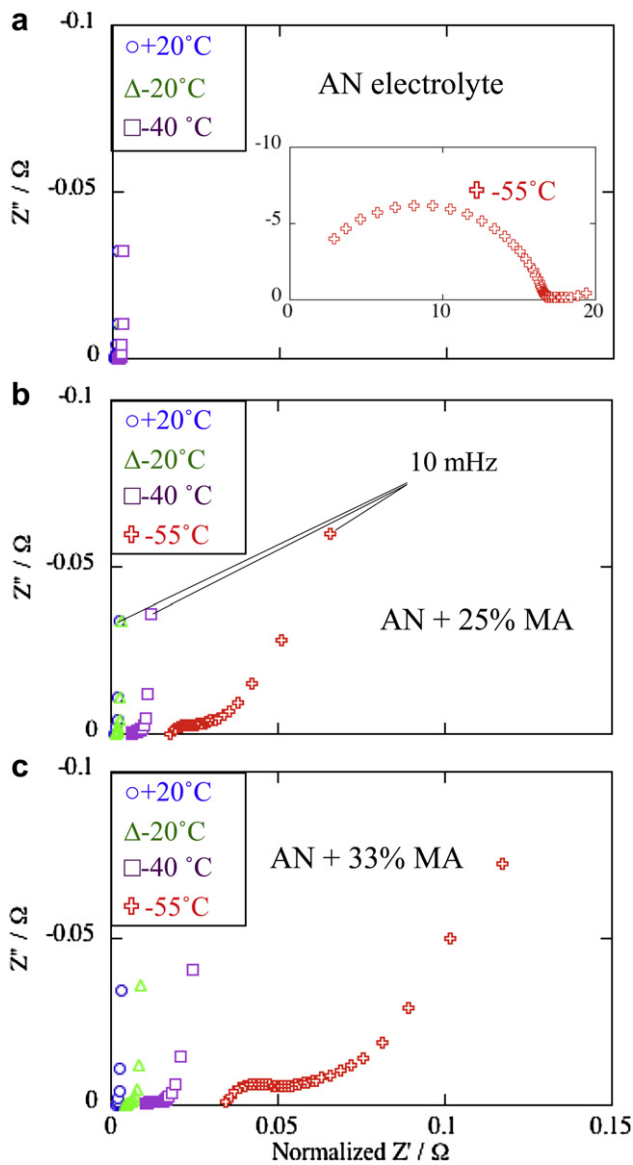 a
-0.1
+20°C
-20°C
-40 °C
AN electrolyte
-10
-55°C
-5
0
0
10
20
-0.05
0
Z" / Ω
b
-0.1
+20°C
-20°C
-40 °C
-55°C
10 mHz
-0.05
AN + 25% MA
0
Z" / Ω
c
-0.1
+20°C
-20°C
-40 °C
-55°C
AN + 33% MA
-0.05
0
Z" / Ω
0
0.05
0.1
0.15
Normalized Z' / Ω